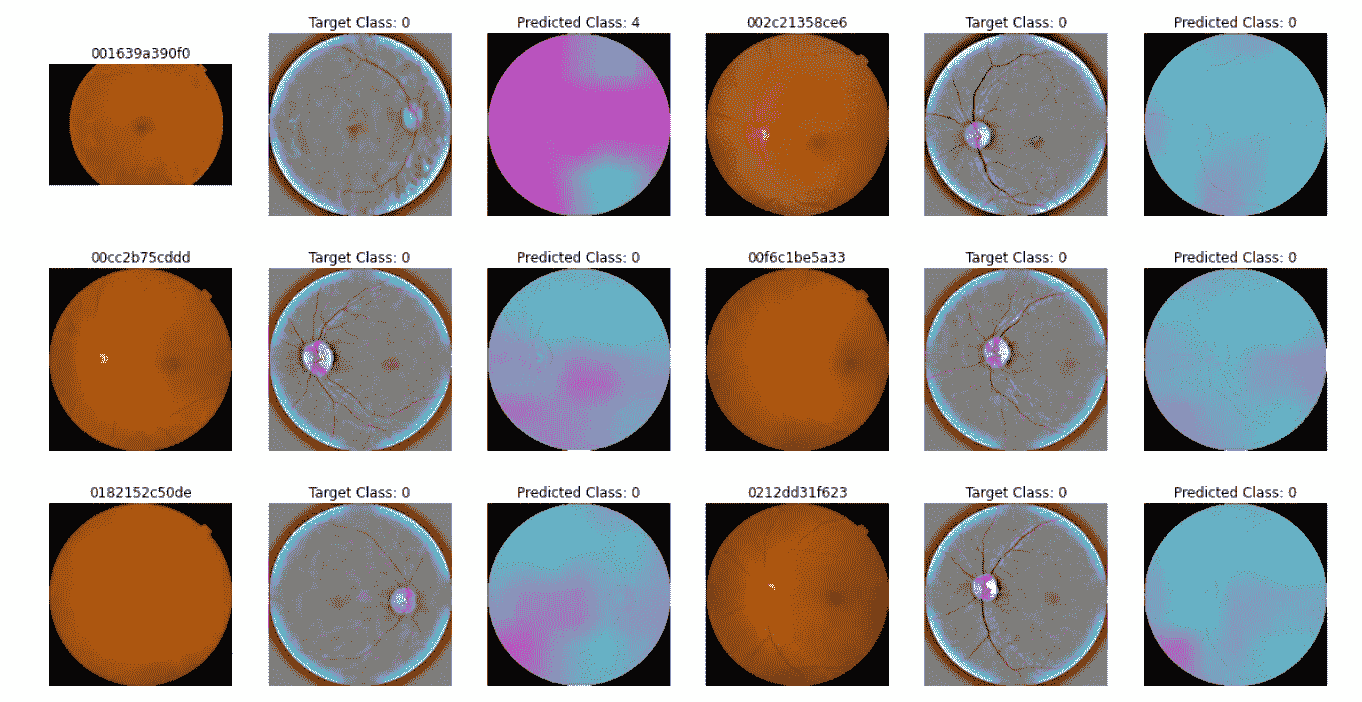 001639a390f0
Target Class: 0
Predicted Class: 4
002c21358ce6
Target Class: 0
Predicted Class: 0
00cc2b75cddd
Target Class: 0
Predicted Class: 0
00f6c1be5a33
Target Class: 0
Predicted Class: 0
0182152c50de
Target Class: 0
Predicted Class: 0
0212dd31f623
Target Class: 0
Predicted Class: 0